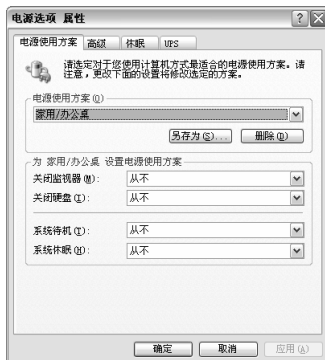 电源选项 属性
电源使用方案 高级 休眠 UPS
请选定对于您使用计算机方式最适合的电源使用方案。请
注意，更改下面的设置将修改选定的方案。
电源使用方案(O)
家用/办公桌
另存为(S)... 删除(D)
为 家用/办公桌 设置电源使用方案
关闭监视器(M): 从不
关闭硬盘(I): 从不
系统待机(T): 从不
系统休眠(H): 从不
确定 取消 应用(A)